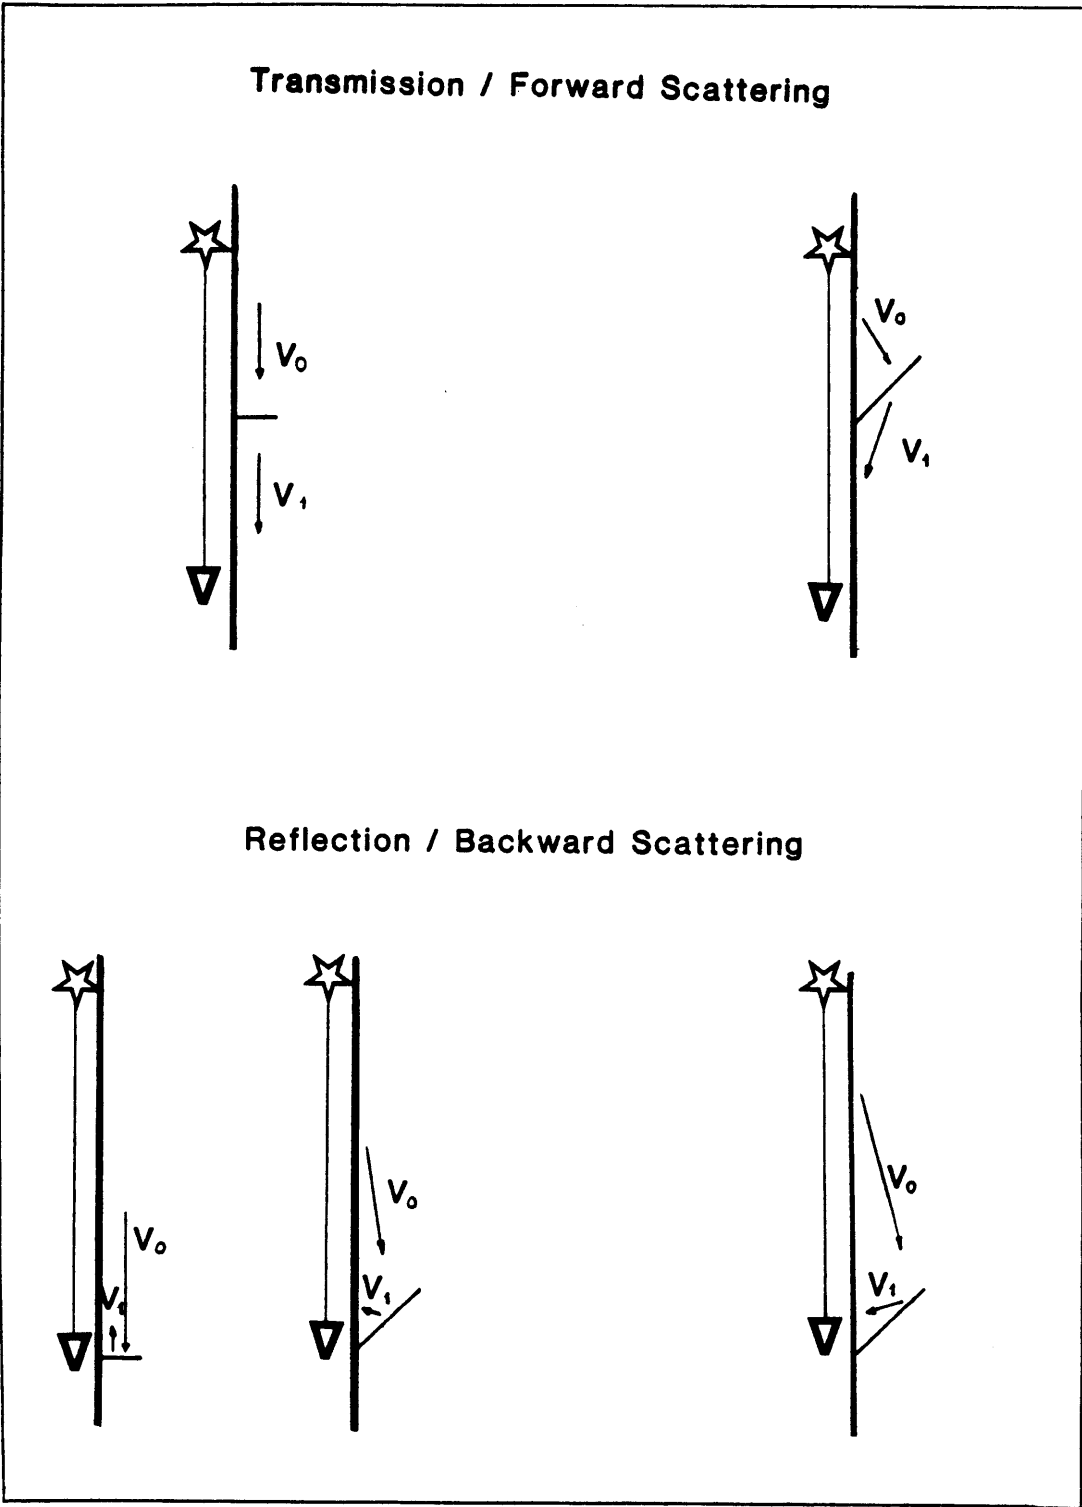 Transmission / Forward Scattering
V₀
V₀
V₁
V₁
Reflection / Backward Scattering
V₀
V₀
V₀
V₁
V₁
V₁